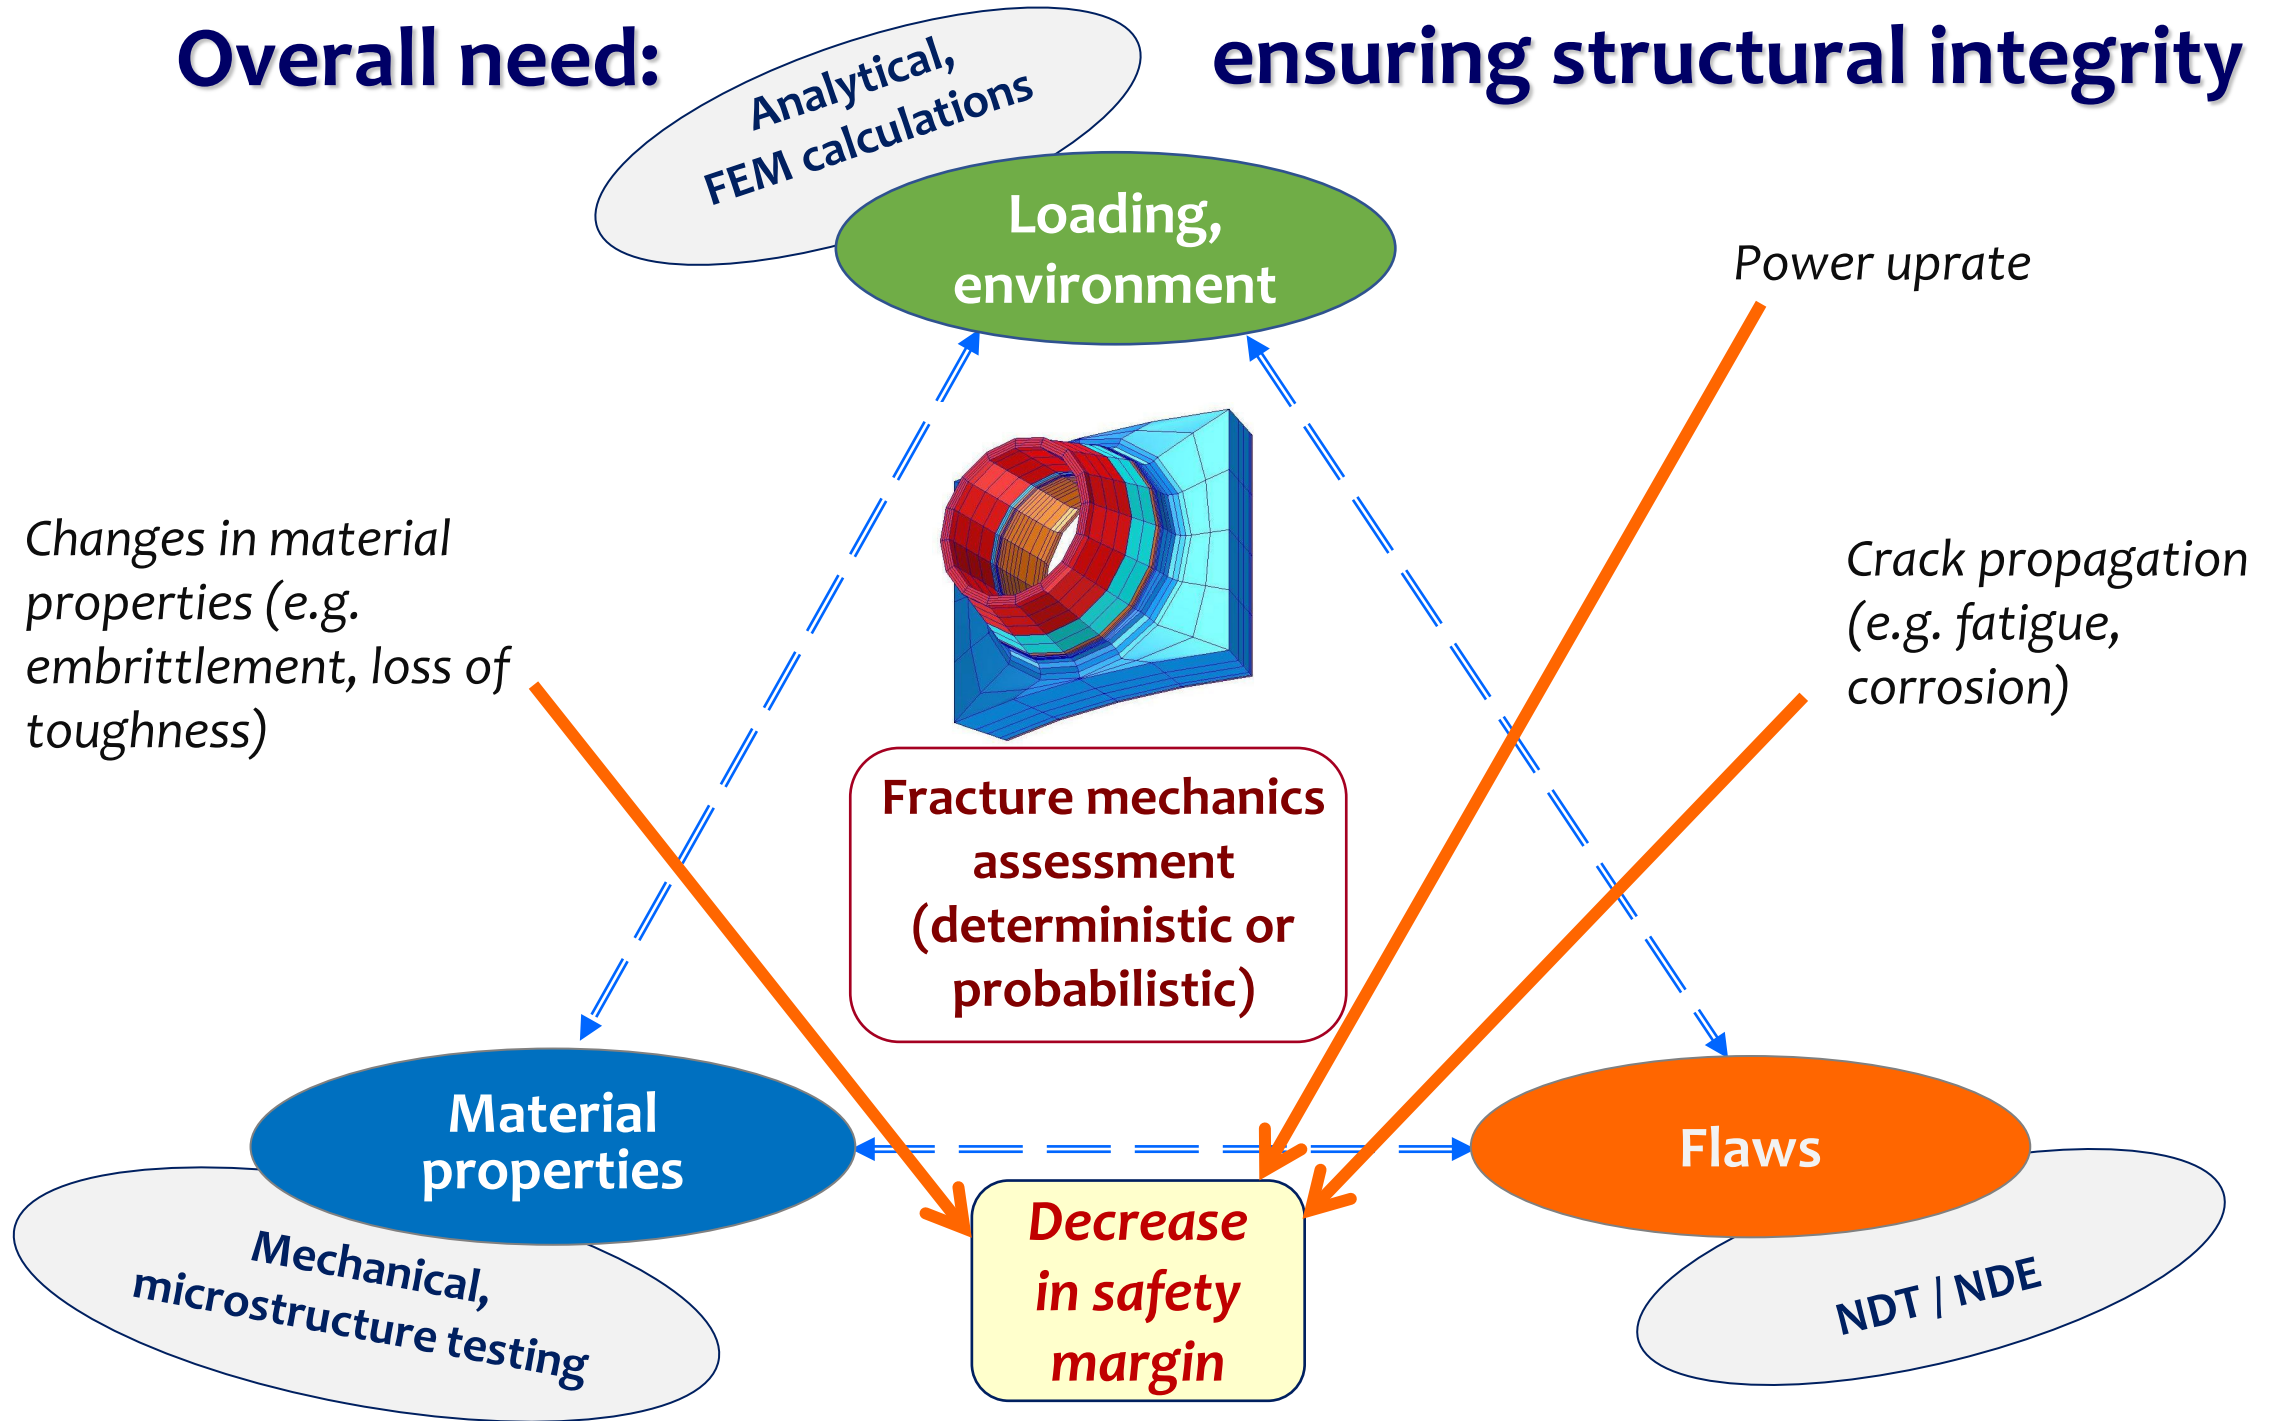 Overall need:
ensuring structural integrity
Analytical,
FEM calculations
Loading,
environment
Power uprate
Changes in material
properties (e.g.
embrittlement, loss of
toughness)
Crack propagation
(e.g. fatigue,
corrosion)
Fracture mechanics
assessment
(deterministic or
probabilistic)
Material
properties
Flaws
Mechanical,
microstructure testing
Decrease
in safety
margin
NDT / NDE